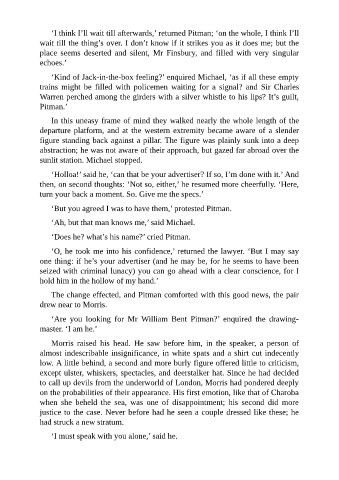 ‘I think I’ll wait till afterwards,’ returned Pitman; ‘on the whole, I think I’ll
wait till the thing’s over. I don’t know if it strikes you as it does me; but the
place seems deserted and silent, Mr Finsbury, and filled with very singular
echoes.’
‘Kind of Jack-in-the-box feeling?’ enquired Michael, ‘as if all these empty
trains might be filled with policemen waiting for a signal? and Sir Charles
Warren perched among the girders with a silver whistle to his lips? It’s guilt,
Pitman.’
In this uneasy frame of mind they walked nearly the whole length of the
departure platform, and at the western extremity became aware of a slender
figure standing back against a pillar. The figure was plainly sunk into a deep
abstraction; he was not aware of their approach, but gazed far abroad over the
sunlit station. Michael stopped.
‘Holloa!’ said he, ‘can that be your advertiser? If so, I’m done with it.’ And
then, on second thoughts: ‘Not so, either,’ he resumed more cheerfully. ‘Here,
turn your back a moment. So. Give me the specs.’
‘But you agreed I was to have them,’ protested Pitman.
‘Ah, but that man knows me,’ said Michael.
‘Does he? what’s his name?’ cried Pitman.
‘O, he took me into his confidence,’ returned the lawyer. ‘But I may say
one thing: if he’s your advertiser (and he may be, for he seems to have been
seized with criminal lunacy) you can go ahead with a clear conscience, for I
hold him in the hollow of my hand.’
The change effected, and Pitman comforted with this good news, the pair
drew near to Morris.
‘Are you looking for Mr William Bent Pitman?’ enquired the drawing-
master. ‘I am he.’
Morris raised his head. He saw before him, in the speaker, a person of
almost indescribable insignificance, in white spats and a shirt cut indecently
low. A little behind, a second and more burly figure offered little to criticism,
except ulster, whiskers, spectacles, and deerstalker hat. Since he had decided
to call up devils from the underworld of London, Morris had pondered deeply
on the probabilities of their appearance. His first emotion, like that of Charoba
when she beheld the sea, was one of disappointment; his second did more
justice to the case. Never before had he seen a couple dressed like these; he
had struck a new stratum.
‘I must speak with you alone,’ said he.